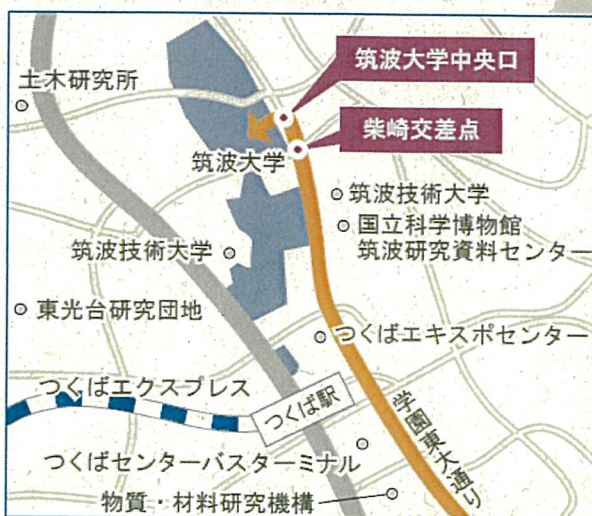 筑波大学中央口
土木研究所
柴崎交差点
筑波大学
筑波技術大学
国立科学博物館
筑波研究資料センター
筑波技術大学
東光台研究団地
つくばエキスポセンター
つくばエクスプレス
つくば駅
学園東大通り
つくばセンターバスターミナル
物質・材料研究機構